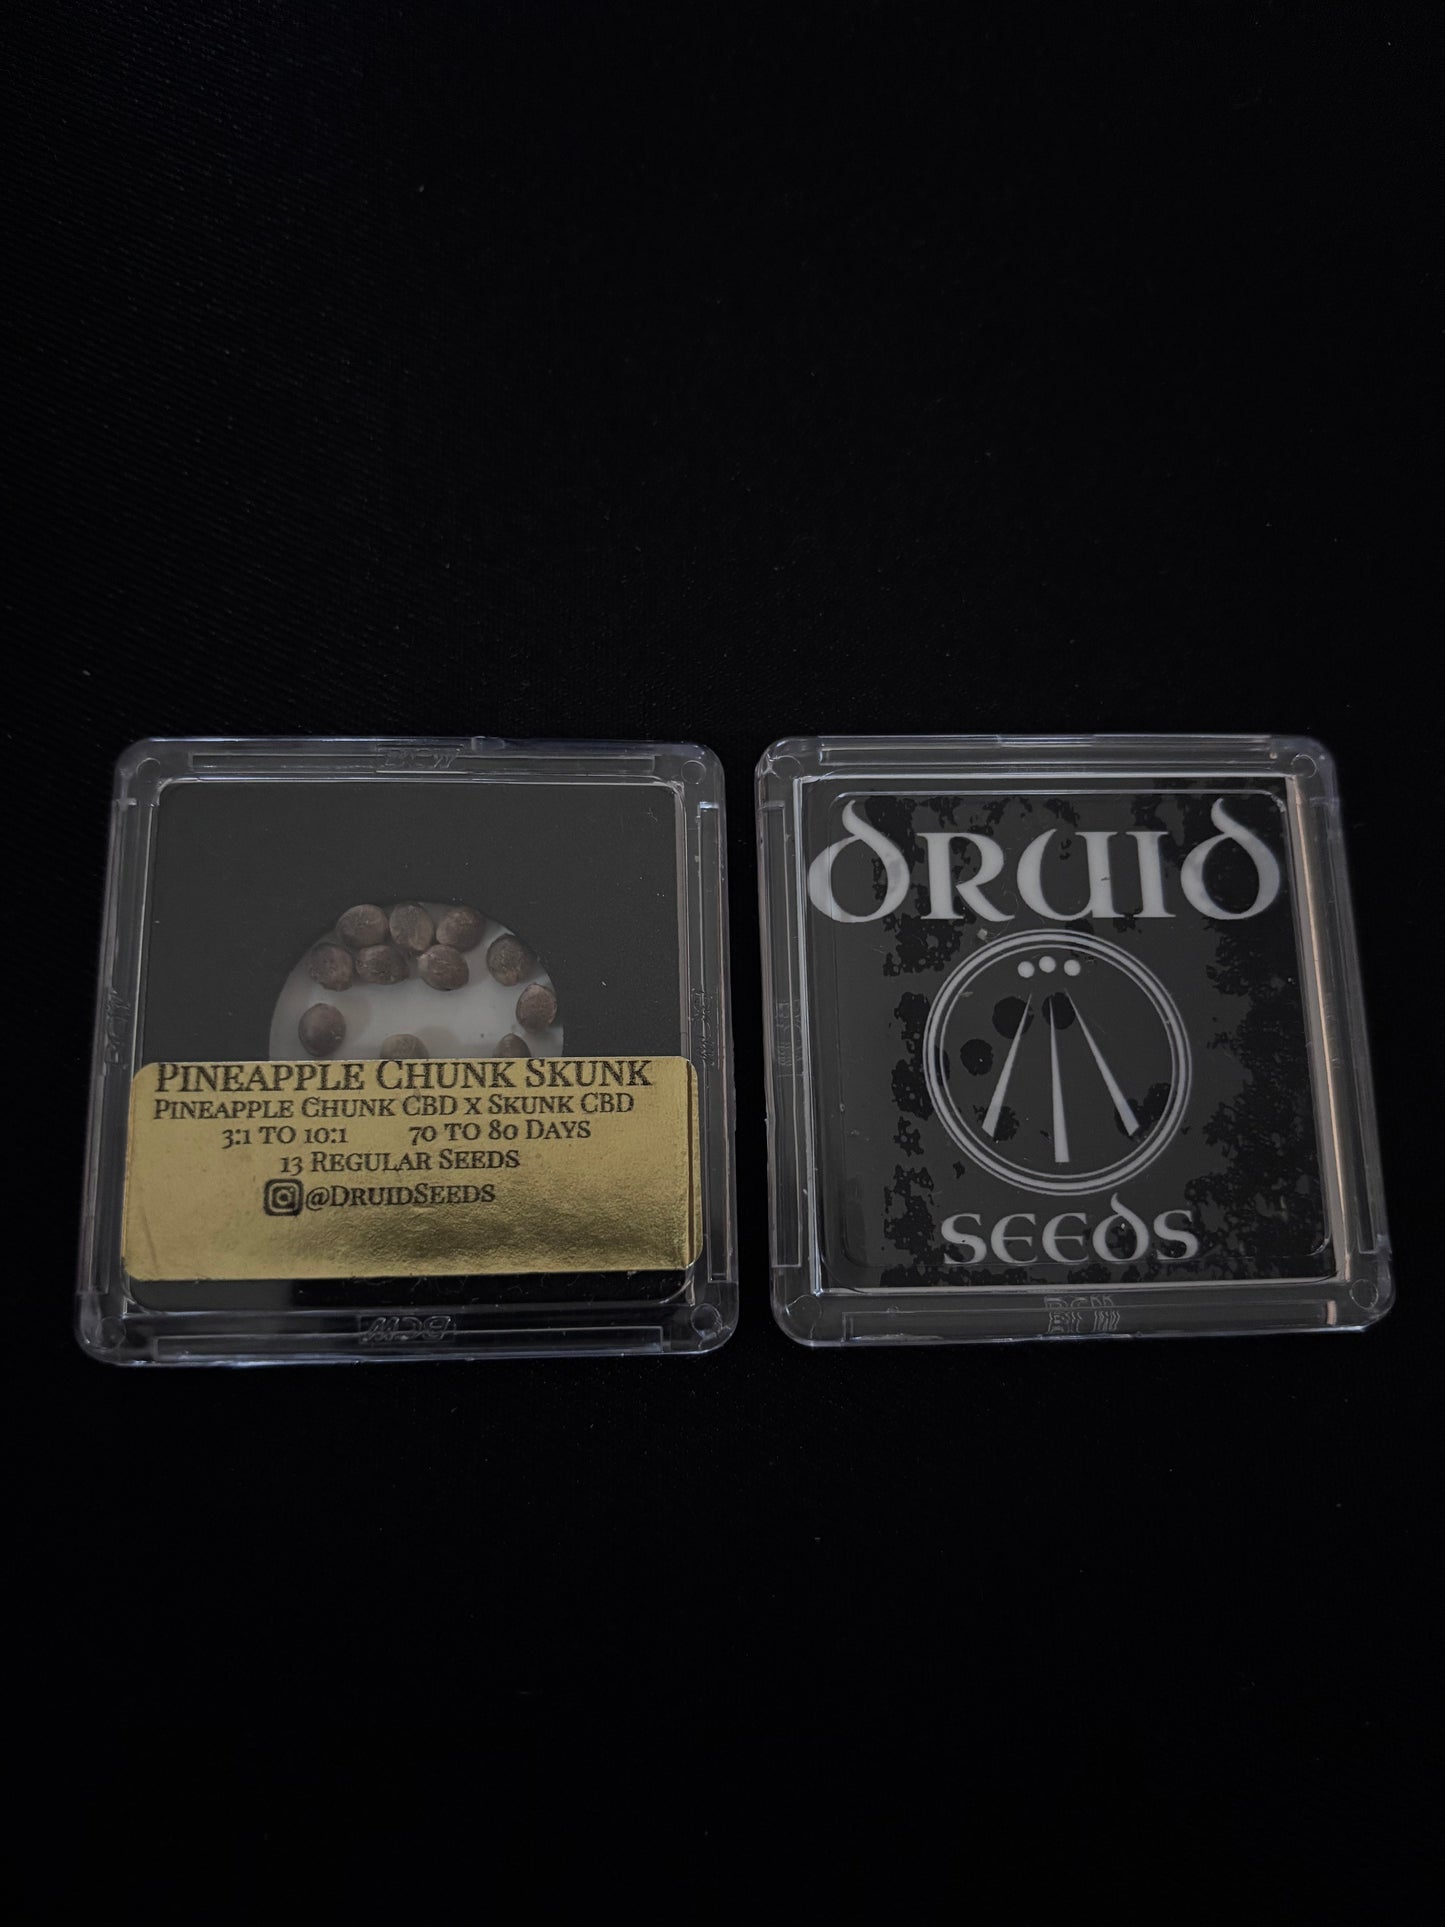 Pineapple Chunk Skunk
Pineapple Chunk CBD x Skunk CBD
3:1 to 10:1 70 to 80 Days
13 Regular Seeds
@DruidSeeds
BCW
DRUID
SEEDS